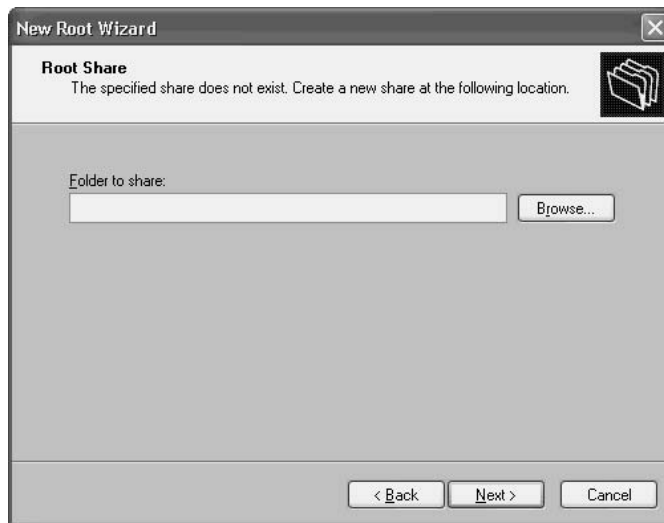 New Root Wizard
Root Share
The specified share does not exist. Create a new share at the following location.
Folder to share:
Browse...
< Back
Next >
Cancel